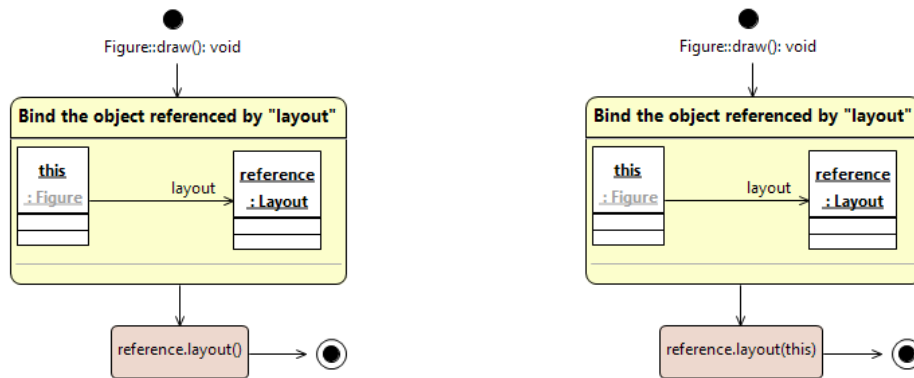 Figure::draw(): void
Bind the object referenced by "layout"
this
: Figure
layout
reference
: Layout
reference.layout()
Figure::draw(): void
Bind the object referenced by "layout"
this
: Figure
layout
reference
: Layout
reference.layout(this)